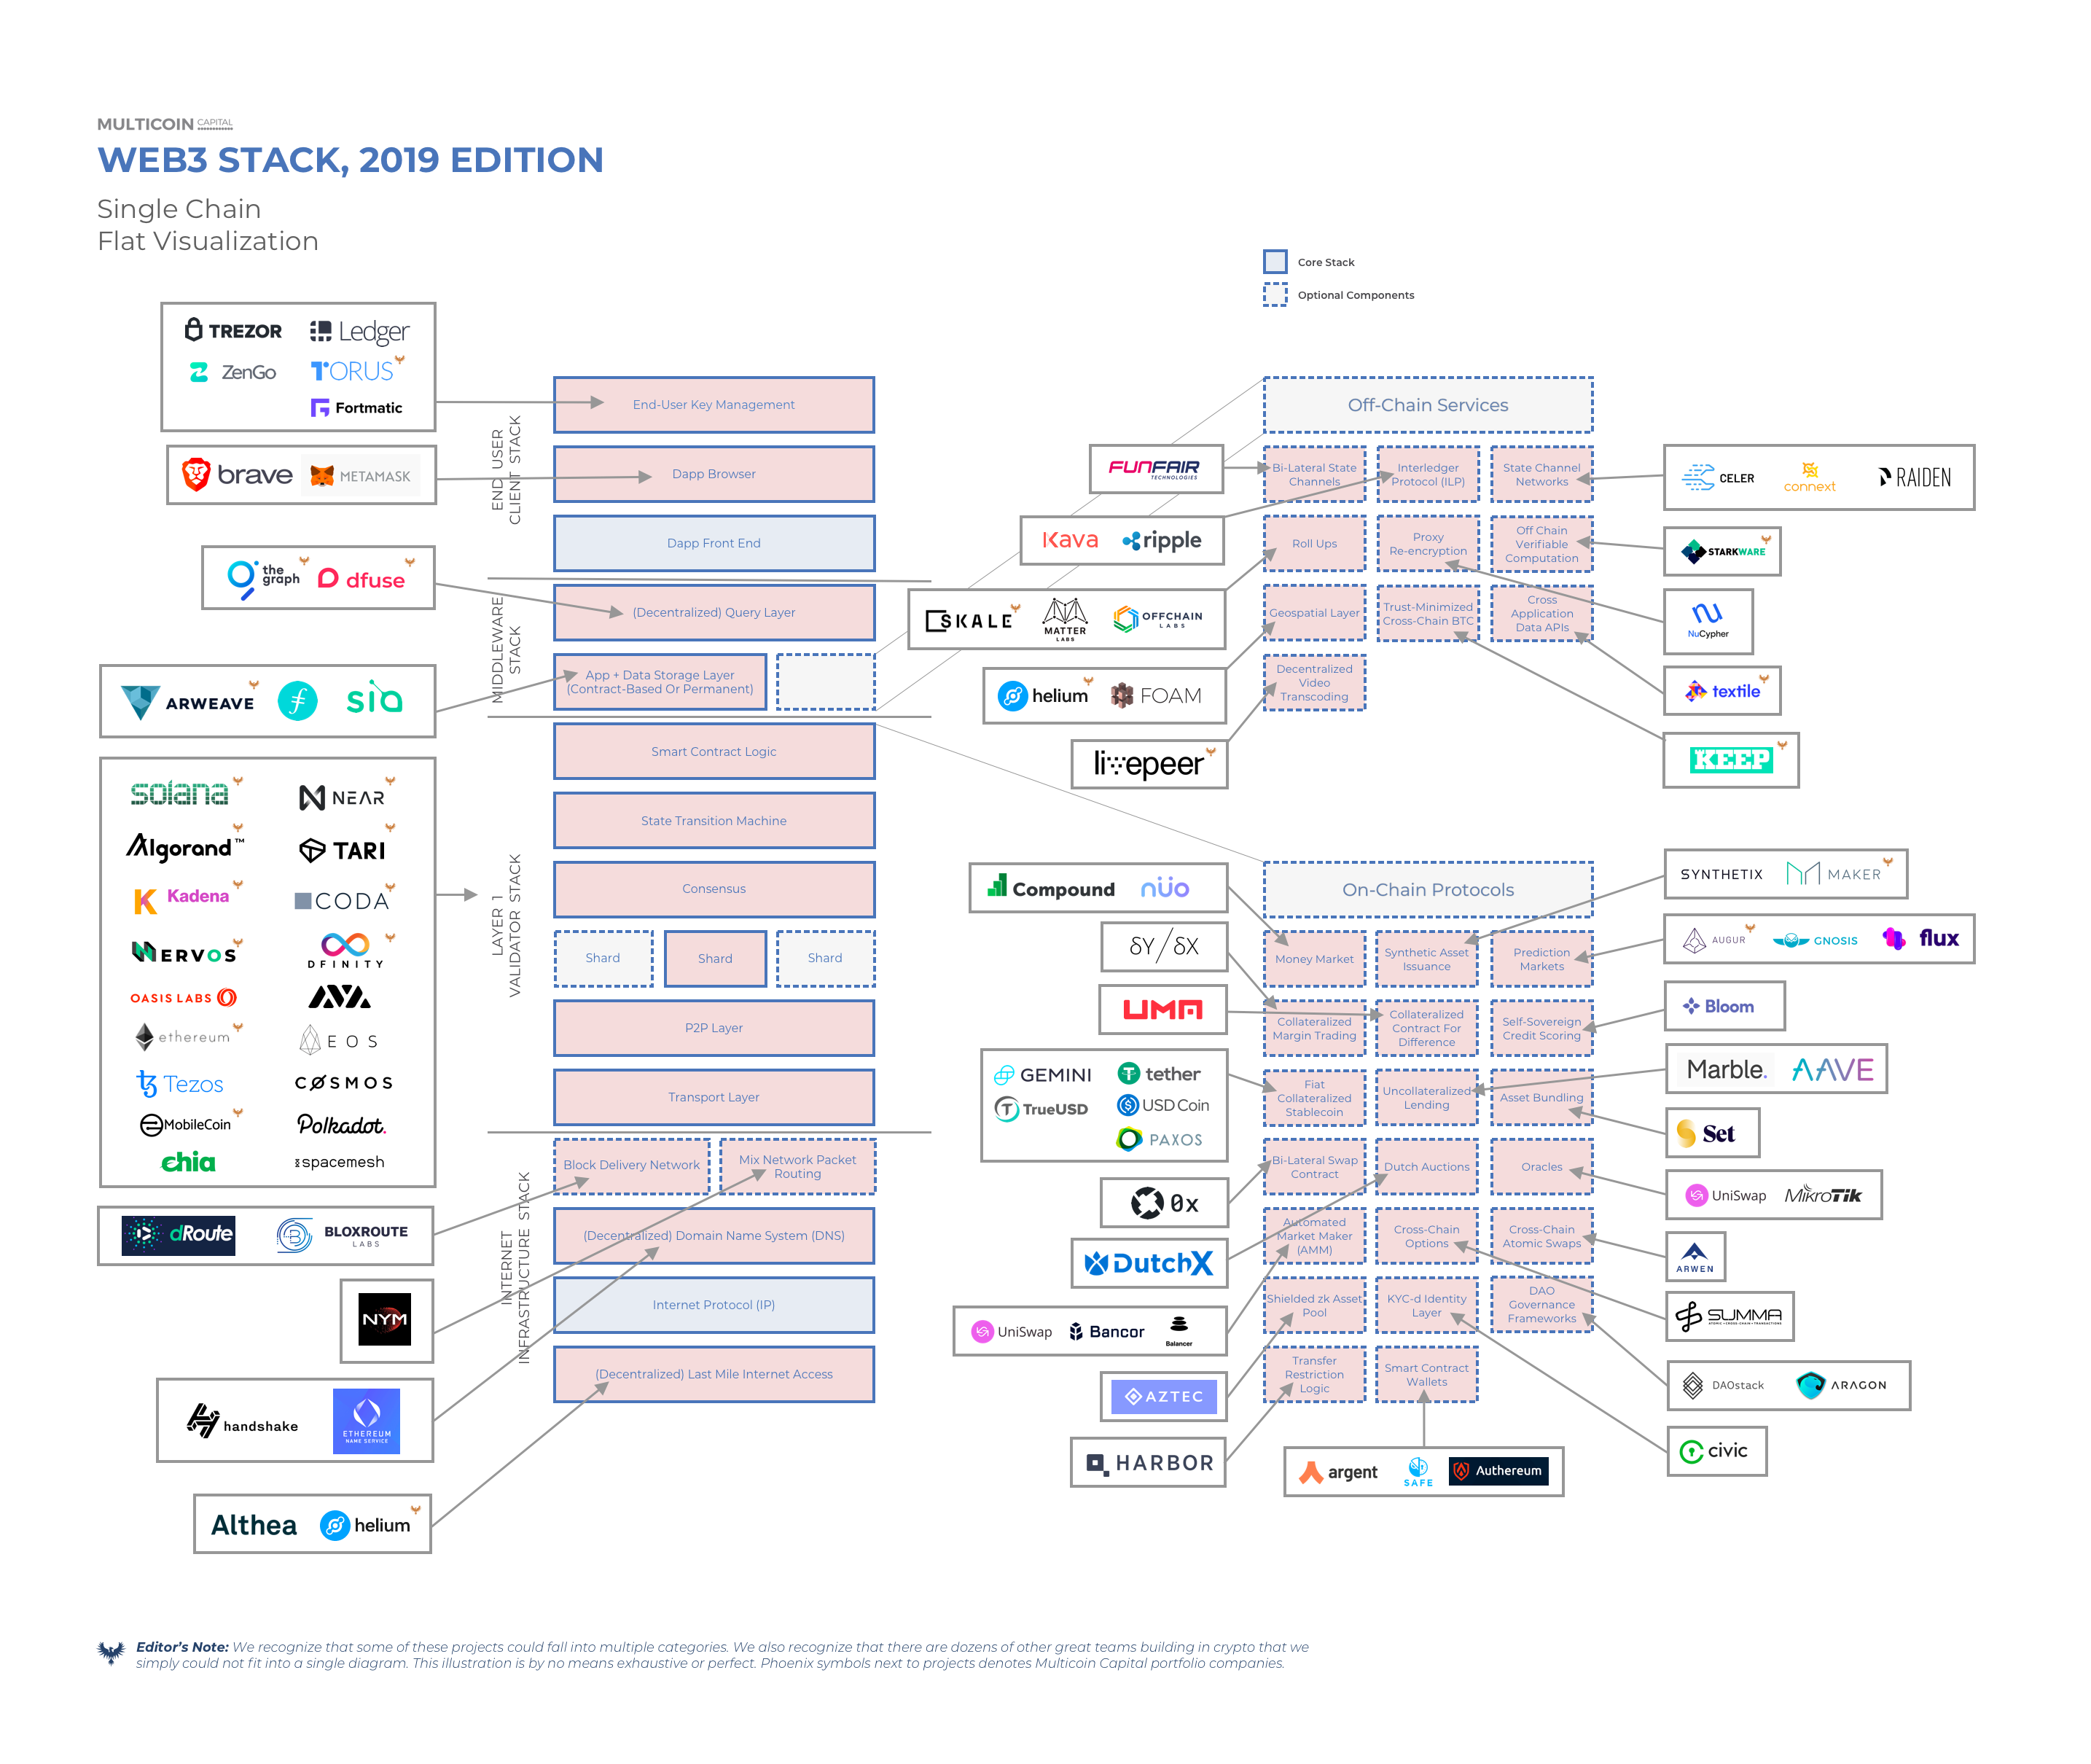 MULTICOIN CAPITAL
WEB3 STACK, 2019 EDITION
Single Chain
Flat Visualization
Core Stack
Optional Components
TREZOR
Ledger
ZenGo
TORUS
Fortmatic
brave
METAMASK
the
graph
dfuse
ARWEAVE
sia
solana
NEAR
Algorand™
TARI
Kadena
CODA
NERVOS
DFINITY
OASIS LABS
AVA
ethereum
EOS
Tezos
COSMOS
MobileCoin
Polkadot.
chia
spacemesh
dRoute
BLOXROUTE
LABS
NYM
handshake
ETHEREUM
NAME SERVICE
Althea
helium
END USER
CLIENT STACK
MIDDLEWARE
STACK
LAYER 1
VALIDATOR STACK
INTERNET
INFRASTRUCTURE STACK
End-User Key Management
Dapp Browser
Dapp Front End
(Decentralized) Query Layer
App + Data Storage Layer
(Contract-Based Or Permanent)
Smart Contract Logic
State Transition Machine
Consensus
Shard
Shard
Shard
P2P Layer
Transport Layer
Block Delivery Network
Mix Network Packet
Routing
(Decentralized) Domain Name System (DNS)
Internet Protocol (IP)
(Decentralized) Last Mile Internet Access
FUNFAIR
TECHNOLOGIES
Kava
ripple
SKALE
MATTER
LABS
OFFCHAIN
LABS
helium
FOAM
livepeer
Off-Chain Services
Bi-Lateral State
Channels
Interledger
Protocol (ILP)
State Channel
Networks
Roll Ups
Proxy
Re-encryption
Off Chain
Verifiable
Computation
Geospatial Layer
Trust-Minimized
Cross-Chain BTC
Cross
Application
Data APIs
Decentralized
Video
Transcoding
CELER
connext
RAIDEN
STARKWARE
NuCypher
textile
KEEP
Compound
nüo
δY/δX
UMA
GEMINI
tether
TrueUSD
USD Coin
PAXOS
0x
DutchX
UniSwap
Bancor
Balancer
AZTEC
HARBOR
On-Chain Protocols
Money Market
Synthetic Asset
Issuance
Prediction
Markets
Collateralized
Margin Trading
Collateralized
Contract For
Difference
Self-Sovereign
Credit Scoring
Fiat
Collateralized
Stablecoin
Uncollateralized
Lending
Asset Bundling
Bi-Lateral Swap
Contract
Dutch Auctions
Oracles
Automated
Market Maker
(AMM)
Cross-Chain
Options
Cross-Chain
Atomic Swaps
Shielded zk Asset
Pool
KYC-d Identity
Layer
DAO
Governance
Frameworks
Transfer
Restriction
Logic
Smart Contract
Wallets
argent
SAFE
Authereum
SYNTHETIX
MAKER
AUGUR
GNOSIS
flux
Bloom
Marble.
AAVE
Set
UniSwap
MikroTik
ARWEN
SUMMA
ATOMIC • CROSS-CHAIN • TRANSACTIONS
DAOstack
ARAGON
civic
Editor's Note: We recognize that some of these projects could fall into multiple categories. We also recognize that there are dozens of other great teams building in crypto that we
simply could not fit into a single diagram. This illustration is by no means exhaustive or perfect. Phoenix symbols next to projects denotes Multicoin Capital portfolio companies.